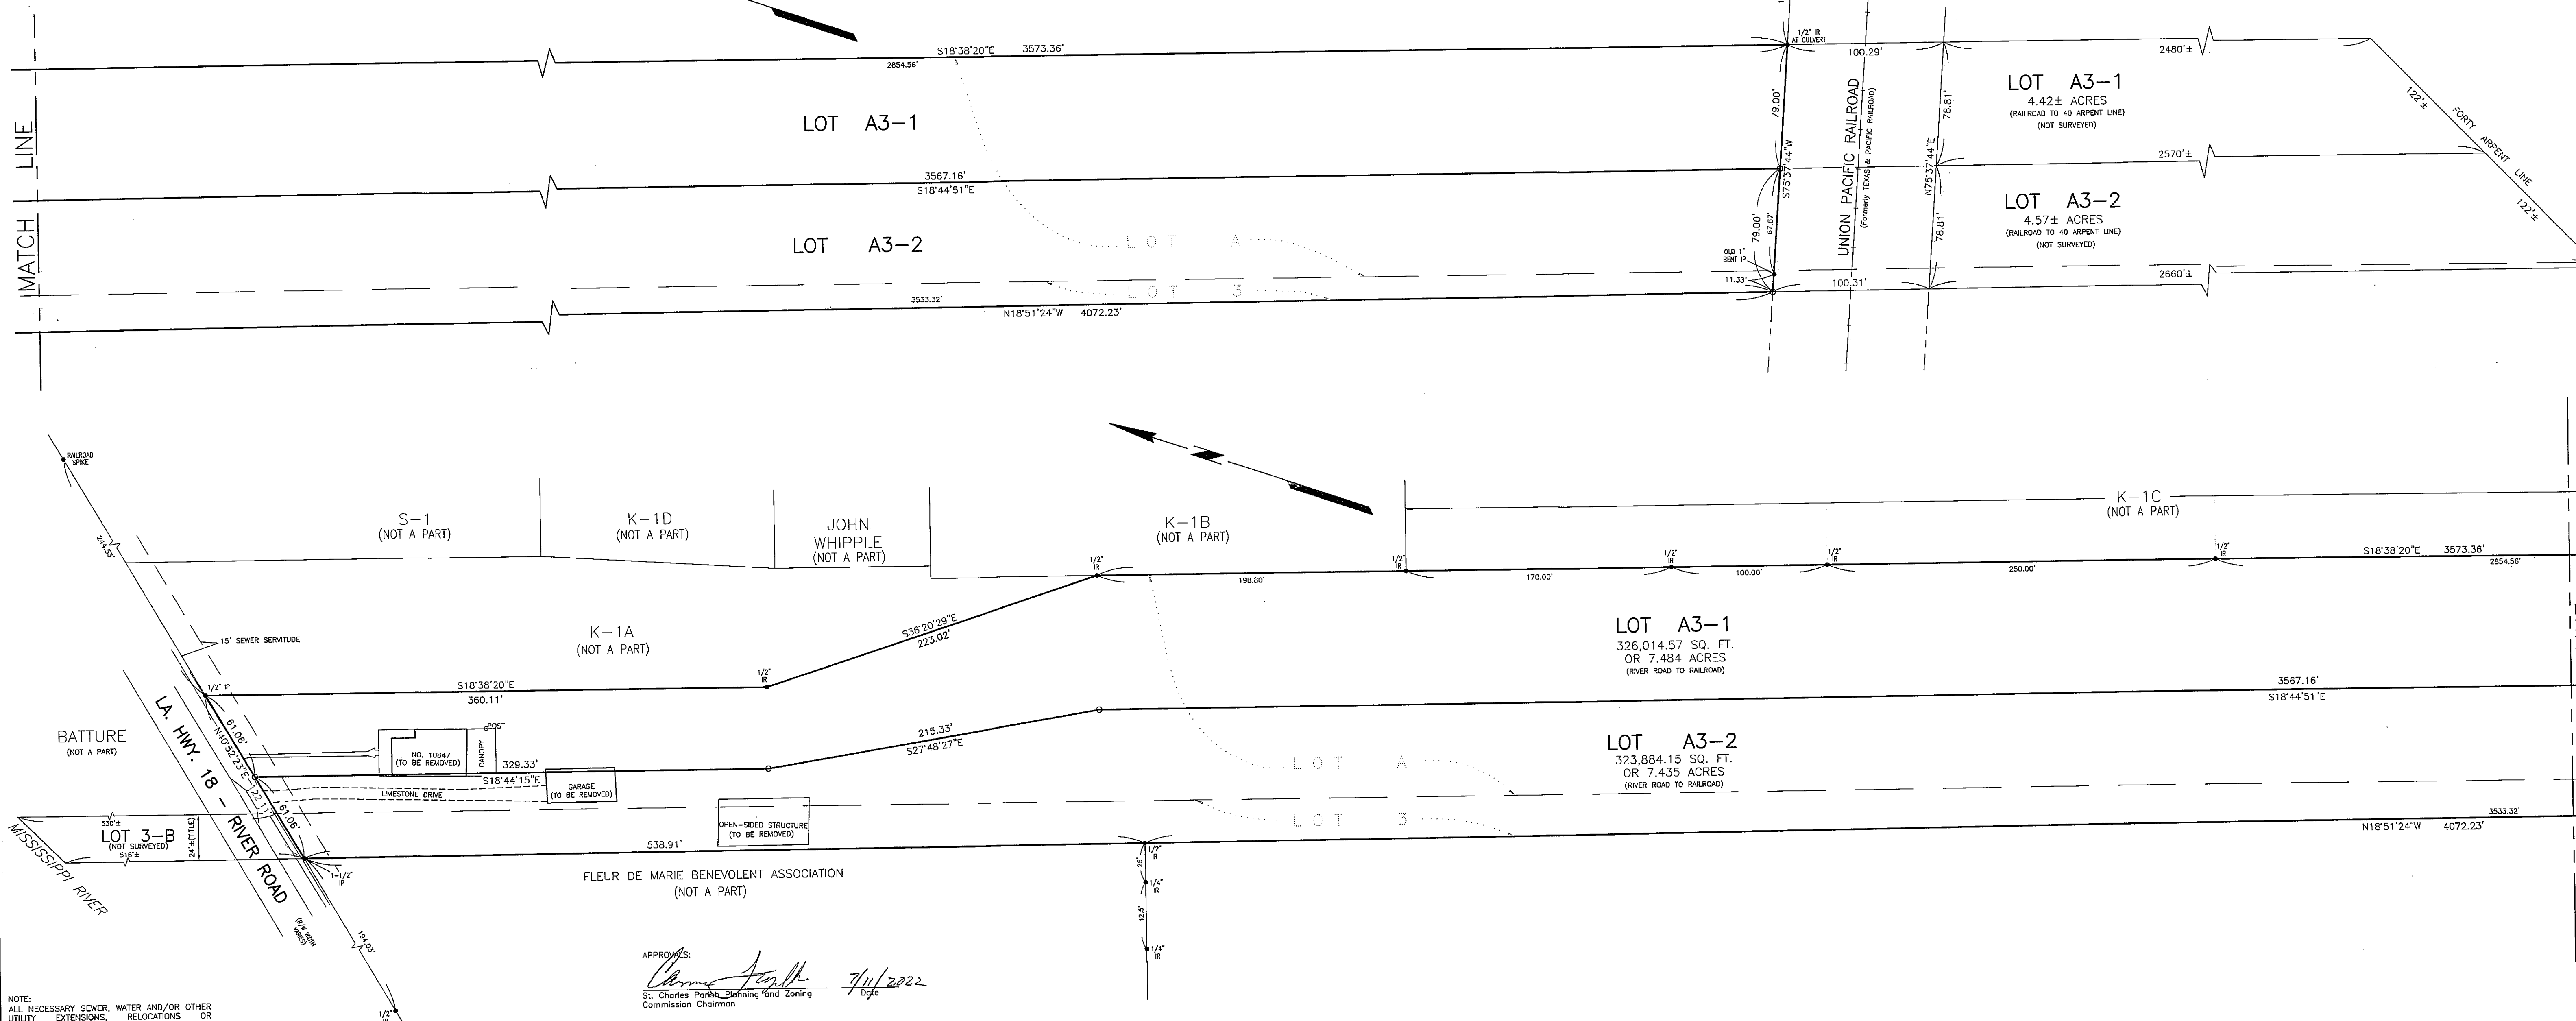 MATCH LINE
S18°38'20"E 3573.36'
2854.56'
LOT A3-1
3567.16'
S18°44'51"E
LOT A3-2
LOT A
LOT 3
3533.32'
N18°51'24"W 4072.23'
1/2" IR
AT CULVERT
100.29'
79.00'
S75°37'44"W
79.00'
67.67'
OLD 1"
BENT IP
11.33'
100.31'
UNION PACIFIC RAILROAD
(Formerly TEXAS & PACIFIC RAILROAD)
78.81'
N75°37'44"E
78.81'
2480'±
LOT A3-1
4.42± ACRES
(RAILROAD TO 40 ARPENT LINE)
(NOT SURVEYED)
2570'±
LOT A3-2
4.57± ACRES
(RAILROAD TO 40 ARPENT LINE)
(NOT SURVEYED)
2660'±
122'±
FORTY ARPENT LINE
122'±
RAILROAD
SPIKE
244.53'
S-1
(NOT A PART)
K-1D
(NOT A PART)
JOHN
WHIPPLE
(NOT A PART)
K-1B
(NOT A PART)
K-1C
(NOT A PART)
1/2"
IR
198.80'
1/2"
IR
170.00'
1/2"
IR
100.00'
1/2"
IR
250.00'
1/2"
IR
S18°38'20"E 3573.36'
2854.56'
15' SEWER SERVITUDE
K-1A
(NOT A PART)
S36°20'29"E
223.02'
LOT A3-1
326,014.57 SQ. FT.
OR 7.484 ACRES
(RIVER ROAD TO RAILROAD)
1/2" IP
S18°38'20"E
360.11'
1/2"
IR
3567.16'
S18°44'51"E
BATTURE
(NOT A PART)
LA. HWY. 18 - RIVER ROAD
(R/W WIDTH
VARIES)
61.06'
N40°52'23"E
122.11'
61.06'
NO. 10847
(TO BE REMOVED)
CANOPY
POST
329.33'
S18°44'15"E
215.33'
S27°48'27"E
LIMESTONE DRIVE
GARAGE
(TO BE REMOVED)
OPEN-SIDED STRUCTURE
(TO BE REMOVED)
LOT A3-2
323,884.15 SQ. FT.
OR 7.435 ACRES
(RIVER ROAD TO RAILROAD)
LOT A
LOT 3
530'±
LOT 3-B
(NOT SURVEYED)
516'±
24'±(TITLE)
MISSISSIPPI RIVER
538.91'
1-1/2"
IP
1/2"
IR
25'
1/4"
IR
42.5'
1/4"
IR
3533.32'
N18°51'24"W 4072.23'
FLEUR DE MARIE BENEVOLENT ASSOCIATION
(NOT A PART)
194.03'
1/2"
IR
APPROVALS:
7/11/2022
St. Charles Parish Planning and Zoning
Commission Chairman
Date
NOTE:
ALL NECESSARY SEWER, WATER AND/OR OTHER
UTILITY EXTENSIONS, RELOCATIONS OR